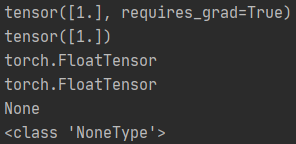 tensor([1.], requires_grad=True)
tensor([1.])
torch.FloatTensor
torch.FloatTensor
None
<class 'NoneType'>